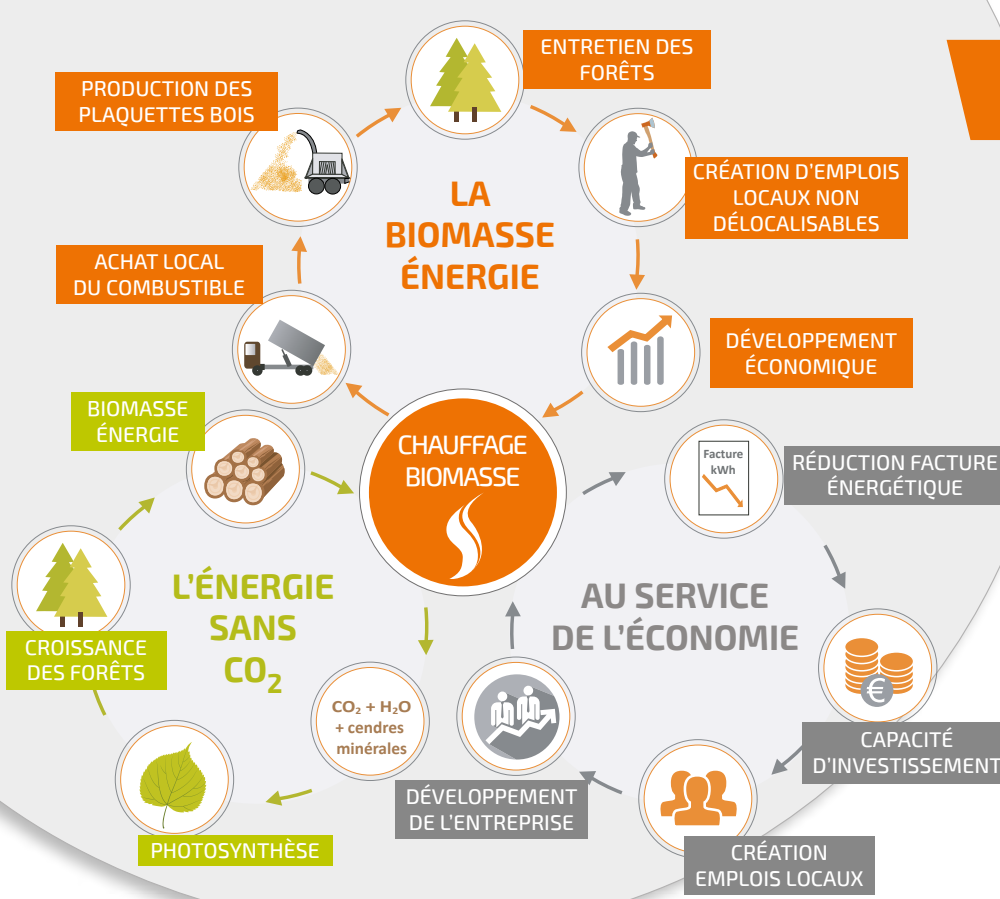 ENTRETIEN DES
FORÊTS
PRODUCTION DES
PLAQUETTES BOIS
LA
BIOMASSE
ÉNERGIE
CRÉATION D'EMPLOIS
LOCAUX NON
DÉLOCALISABLES
ACHAT LOCAL
DU COMBUSTIBLE
DÉVELOPPEMENT
ÉCONOMIQUE
BIOMASSE
ÉNERGIE
CHAUFFAGE
BIOMASSE
Facture
kWh
RÉDUCTION FACTURE
ÉNERGÉTIQUE
L'ÉNERGIE
SANS
CO₂
AU SERVICE
DE L'ÉCONOMIE
CROISSANCE
DES FORÊTS
CO₂ + H₂O
+ cendres
minérales
€
CAPACITÉ
D'INVESTISSEMENT
DÉVELOPPEMENT
DE L'ENTREPRISE
PHOTOSYNTHÈSE
CRÉATION
EMPLOIS LOCAUX